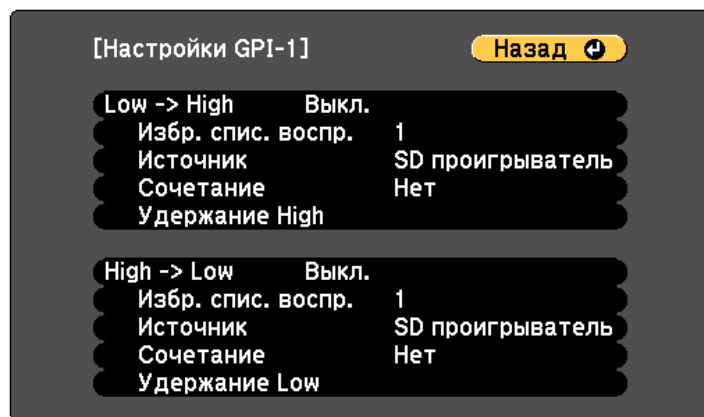 [Настройки GPI-1] Назад
Low -> High Выкл.
Избр. спис. воспр. 1
Источник SD проигрыватель
Сочетание Нет
Удержание High
High -> Low Выкл.
Избр. спис. воспр. 1
Источник SD проигрыватель
Сочетание Нет
Удержание Low